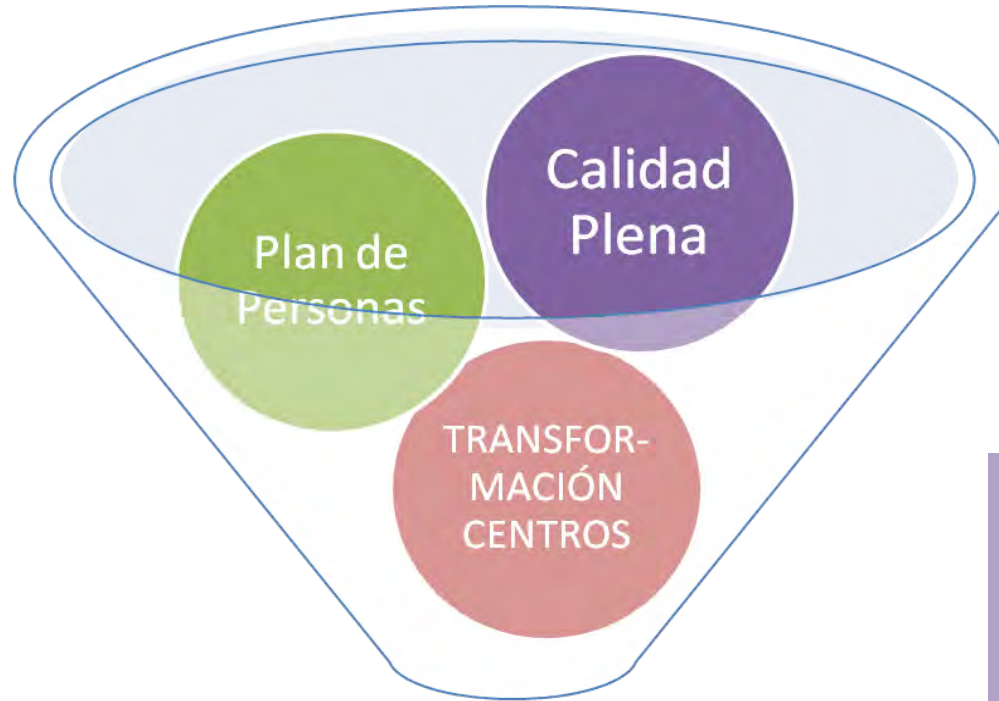 Calidad
Plena
Plan de
Personas
TRANSFOR-
MACIÓN
CENTROS